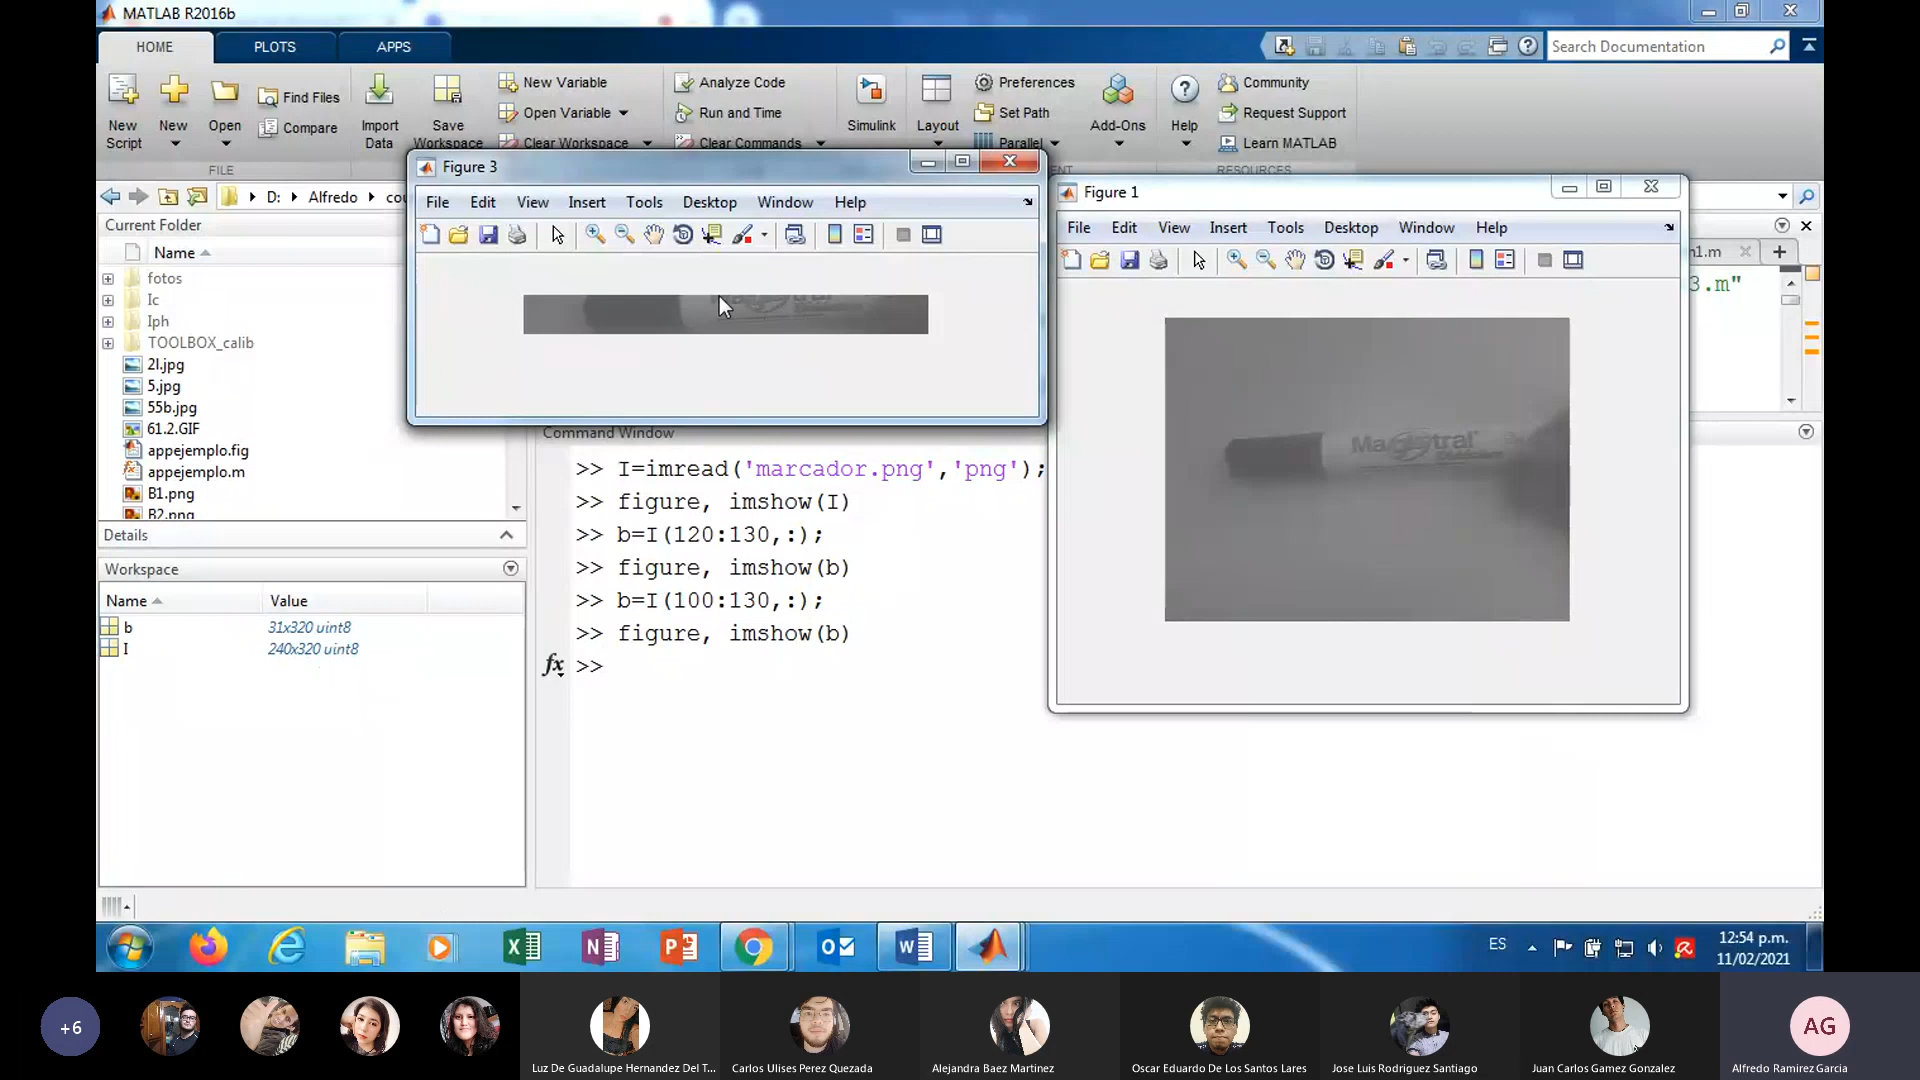 MATLAB R2016b
HOME
PLOTS
APPS
Search Documentation
New Script
New
Open
Find Files
Compare
Import Data
Save Workspace
New Variable
Open Variable
Clear Workspace
Analyze Code
Run and Time
Clear Commands
Simulink
Layout
Preferences
Set Path
Parallel
Add-Ons
Help
Community
Request Support
Learn MATLAB
FILE
RESOURCES
D:
Alfredo
Current Folder
Name
fotos
Ic
Iph
TOOLBOX_calib
2l.jpg
5.jpg
55b.jpg
61.2.GIF
appejemplo.fig
appejemplo.m
B1.png
B2.png
Details
Workspace
Name
Value
b
31x320 uint8
I
240x320 uint8
Figure 3
File Edit View Insert Tools Desktop Window Help
Figure 1
File Edit View Insert Tools Desktop Window Help
Magistral
3.m"
Command Window
>> I=imread('marcador.png','png');
>> figure, imshow(I)
>> b=I(120:130,:);
>> figure, imshow(b)
>> b=I(100:130,:);
>> figure, imshow(b)
fx >>
ES
12:54 p.m.
11/02/2021
+6
Luz De Guadalupe Hernandez Del T...
Carlos Ulises Perez Quezada
Alejandra Baez Martinez
Oscar Eduardo De Los Santos Lares
Jose Luis Rodriguez Santiago
Juan Carlos Gamez Gonzalez
AG
Alfredo Ramirez Garcia